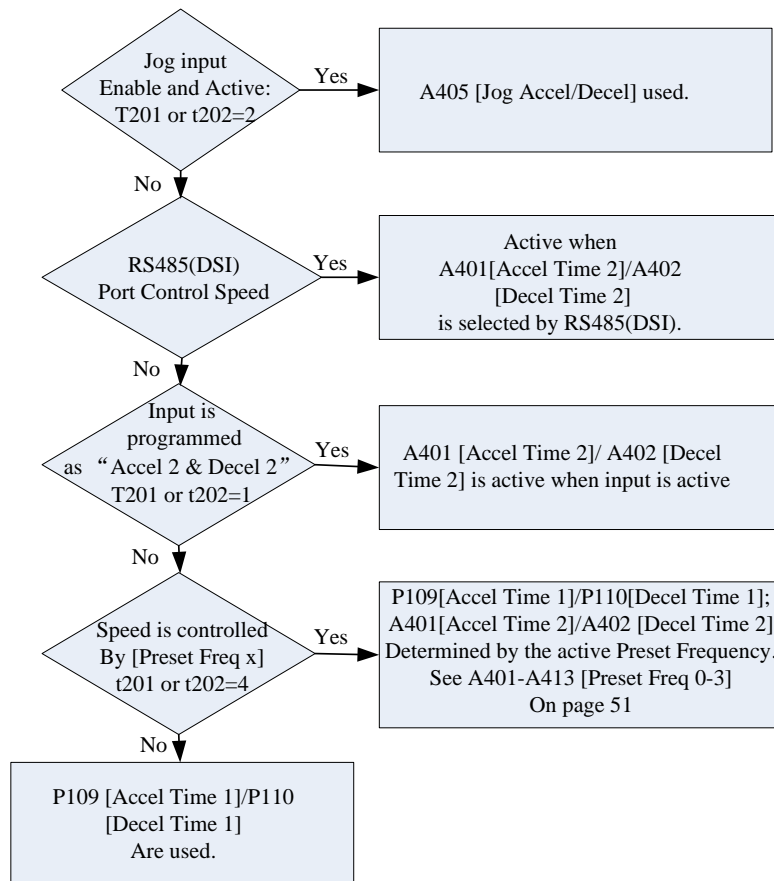 Jog input
Enable and Active:
T201 or t202=2
Yes
A405 [Jog Accel/Decel] used.
No
RS485(DSI)
Port Control Speed
Yes
Active when
A401[Accel Time 2]/A402
[Decel Time 2]
is selected by RS485(DSI).
No
Input is
programmed
as “Accel 2 & Decel 2”
T201 or t202=1
Yes
A401 [Accel Time 2]/ A402 [Decel
Time 2] is active when input is active
No
Speed is controlled
By [Preset Freq x]
t201 or t202=4
Yes
P109[Accel Time 1]/P110[Decel Time 1];
A401[Accel Time 2]/A402 [Decel Time 2]
Determined by the active Preset Frequency.
See A401-A413 [Preset Freq 0-3]
On page 51
No
P109 [Accel Time 1]/P110
[Decel Time 1]
Are used.